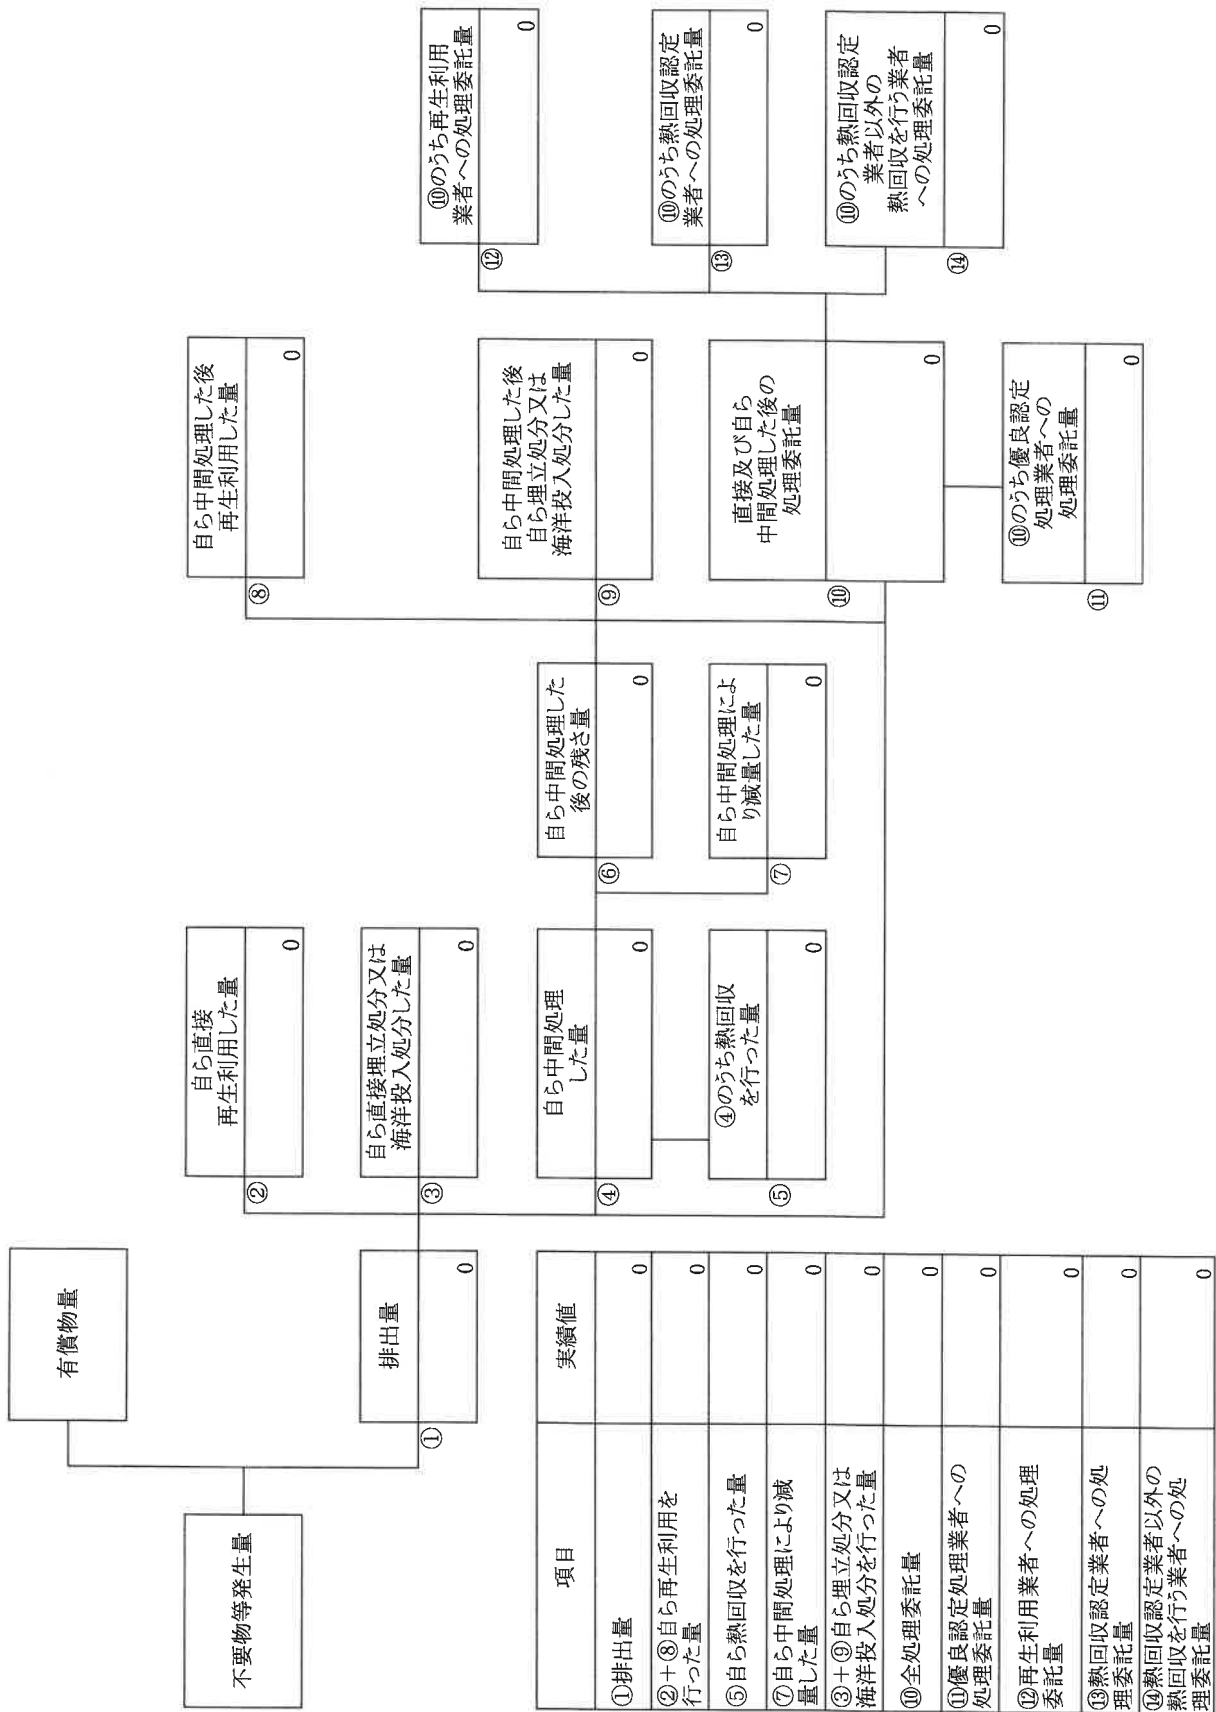 不要物等発生量
有償物量
①
排出量
0
②
自ら直接
再生利用した量
0
③
自ら直接埋立処分又は
海洋投入処分した量
0
④
自ら中間処理
した量
0
⑤
④のうち熱回収
を行った量
0
⑥
自ら中間処理した
後の残さ量
0
⑦
自ら中間処理によ
り減量した量
0
⑧
自ら中間処理した後
再生利用した量
0
⑨
自ら中間処理した後
自ら埋立処分又は
海洋投入処分した量
0
⑩
直接及び自ら
中間処理した後の
処理委託量
0
⑪
⑩のうち優良認定
処理業者への
処理委託量
0
⑫
⑩のうち再生利用
業者への処理委託量
0
⑬
⑩のうち熱回収認定
業者への処理委託量
0
⑭
⑩のうち熱回収認定
業者以外の
熱回収を行う業者
への処理委託量
0
項目
実績値
①排出量
0
②+⑧自ら再生利用を
行った量
0
⑤自ら熱回収を行った量
0
⑦自ら中間処理により減
量した量
0
③+⑨自ら埋立処分又は
海洋投入処分を行った量
0
⑩全処理委託量
0
⑪優良認定処理業者への
処理委託量
0
⑫再生利用業者への処理
委託量
0
⑬熱回収認定業者への処
理委託量
0
⑭熱回収認定業者以外の
熱回収を行う業者への処
理委託量
0